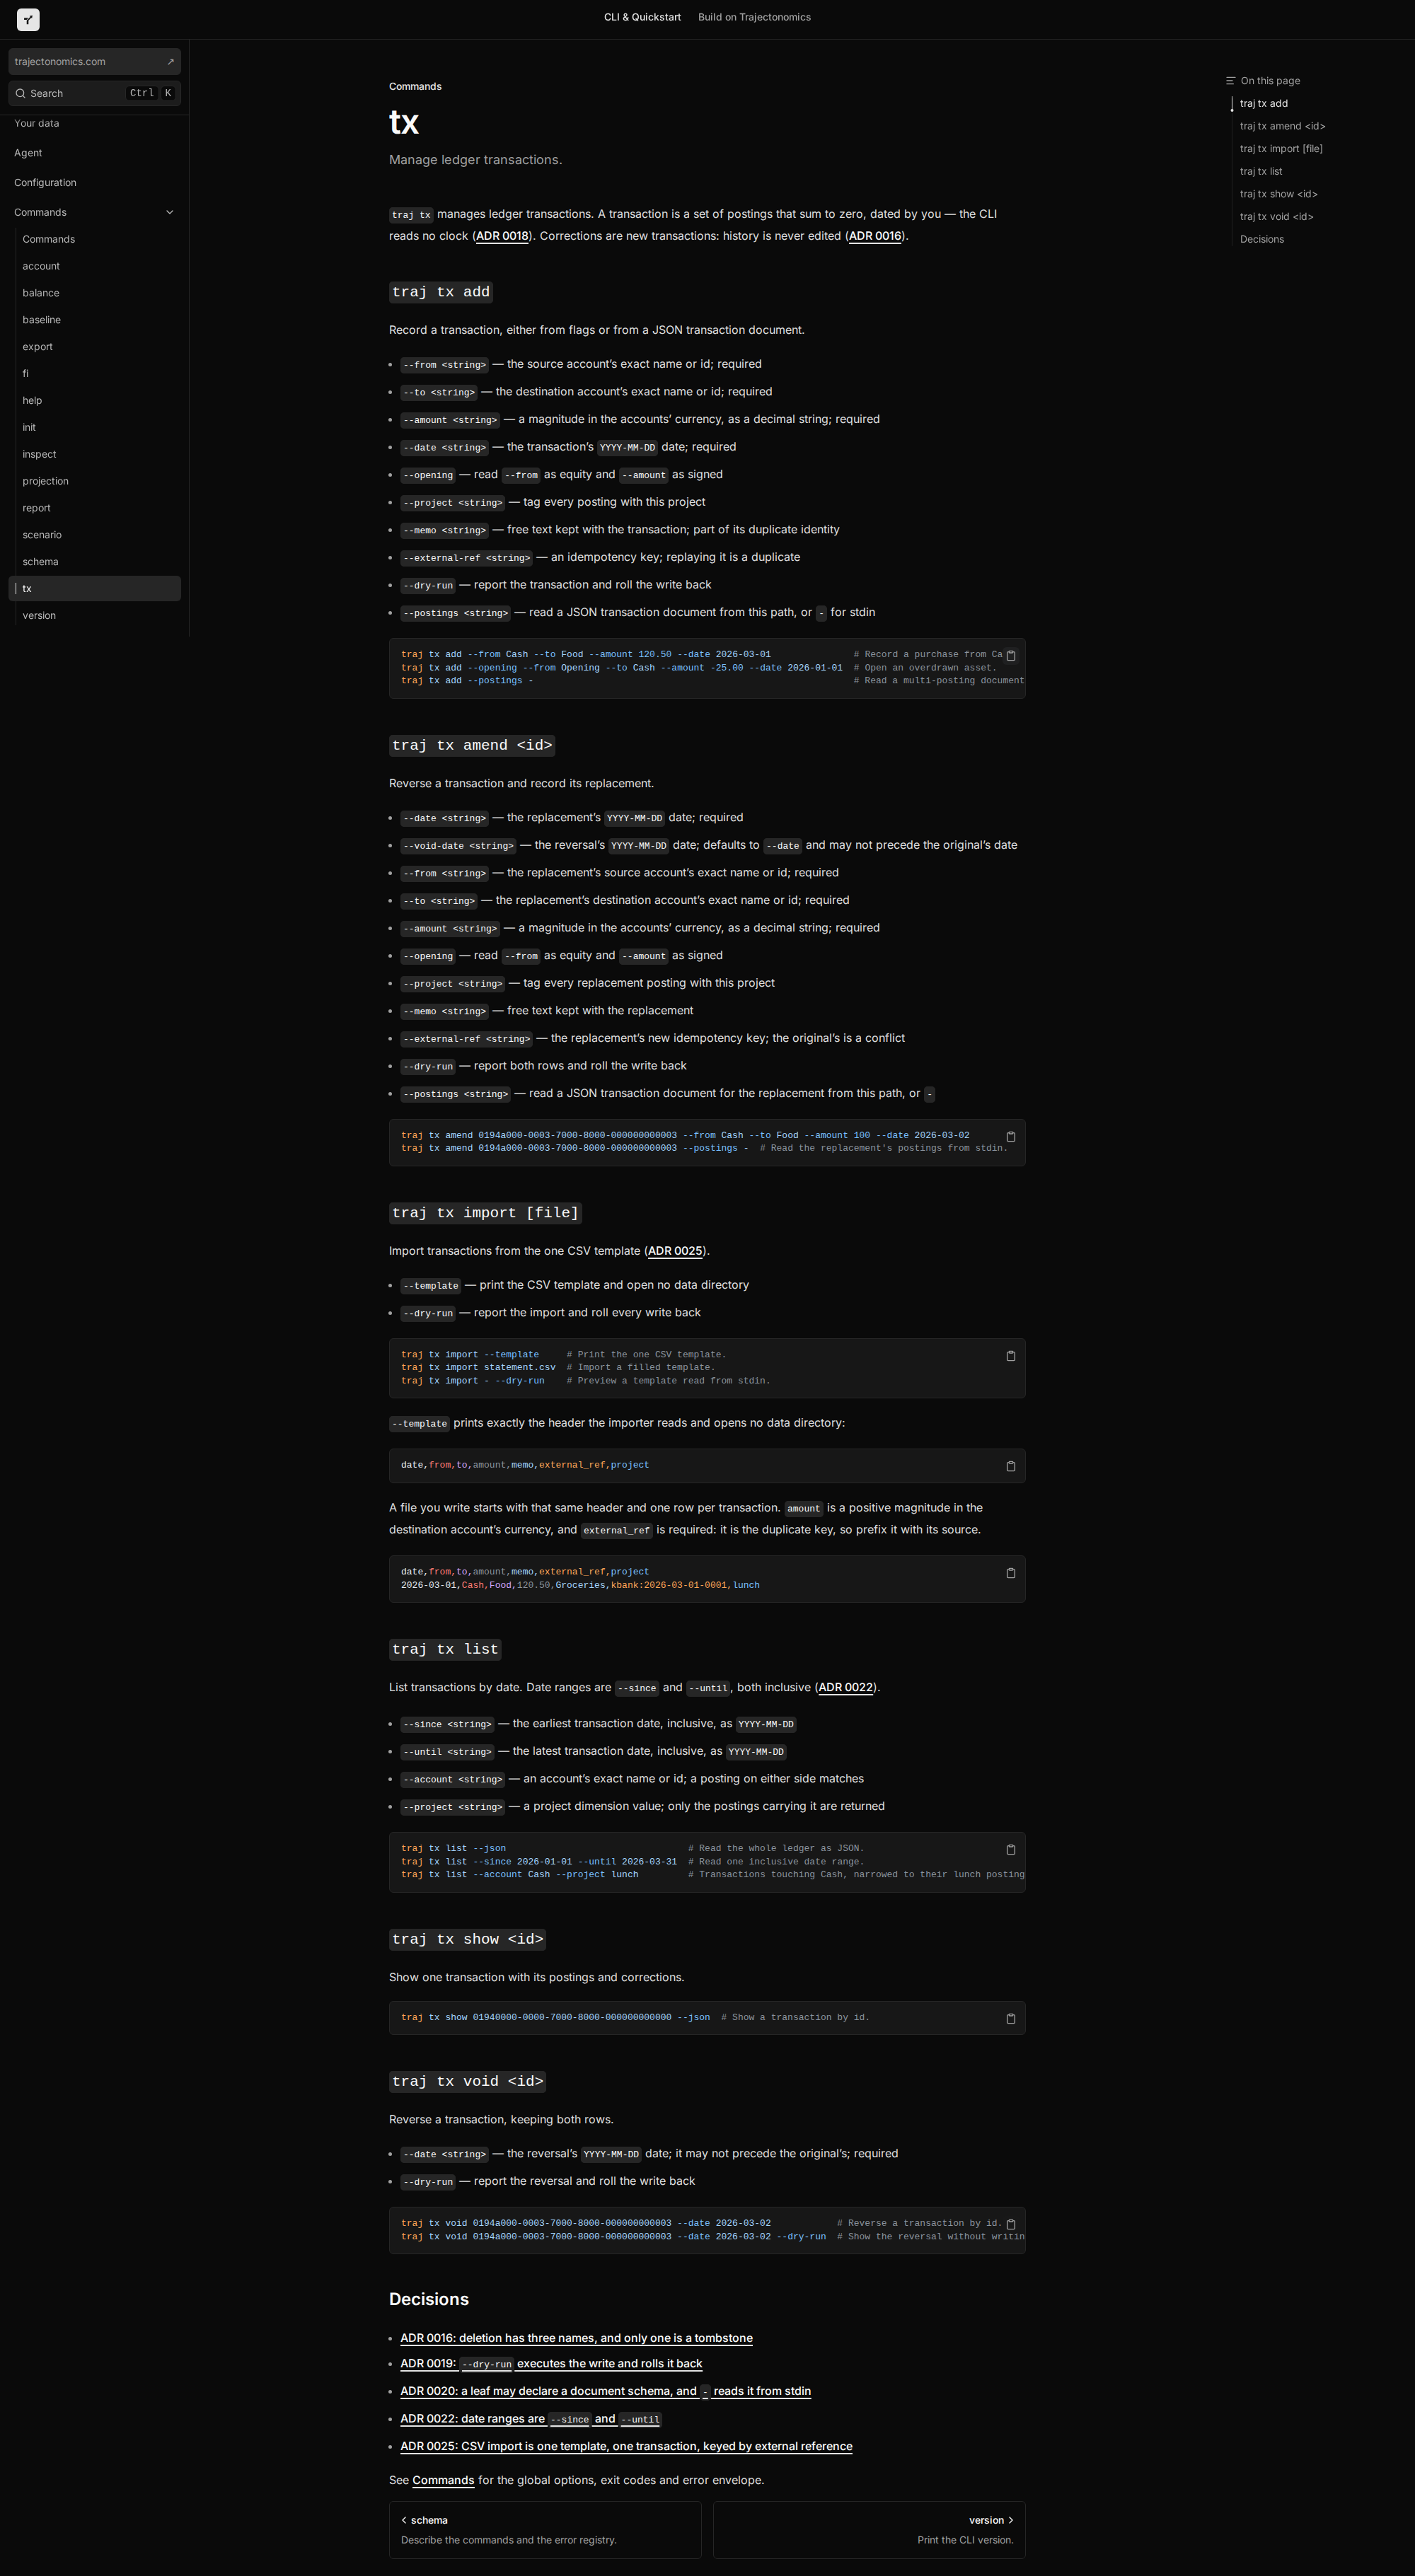 CLI & Quickstart
Build on Trajectonomics
trajectonomics.com ↗
Search Ctrl K
Your data
Agent
Configuration
Commands
Commands
account
balance
baseline
export
fi
help
init
inspect
projection
report
scenario
schema
tx
version
Commands
tx
Manage ledger transactions.
traj tx manages ledger transactions. A transaction is a set of postings that sum to zero, dated by you — the CLI
reads no clock (ADR 0018). Corrections are new transactions: history is never edited (ADR 0016).
traj tx add
Record a transaction, either from flags or from a JSON transaction document.
--from <string> — the source account’s exact name or id; required
--to <string> — the destination account’s exact name or id; required
--amount <string> — a magnitude in the accounts’ currency, as a decimal string; required
--date <string> — the transaction’s YYYY-MM-DD date; required
--opening — read --from as equity and --amount as signed
--project <string> — tag every posting with this project
--memo <string> — free text kept with the transaction; part of its duplicate identity
--external-ref <string> — an idempotency key; replaying it is a duplicate
--dry-run — report the transaction and roll the write back
--postings <string> — read a JSON transaction document from this path, or - for stdin
traj tx add --from Cash --to Food --amount 120.50 --date 2026-03-01 # Record a purchase from Ca
traj tx add --opening --from Opening --to Cash --amount -25.00 --date 2026-01-01 # Open an overdrawn asset.
traj tx add --postings - # Read a multi-posting document
traj tx amend <id>
Reverse a transaction and record its replacement.
--date <string> — the replacement’s YYYY-MM-DD date; required
--void-date <string> — the reversal’s YYYY-MM-DD date; defaults to --date and may not precede the original’s date
--from <string> — the replacement’s source account’s exact name or id; required
--to <string> — the replacement’s destination account’s exact name or id; required
--amount <string> — a magnitude in the accounts’ currency, as a decimal string; required
--opening — read --from as equity and --amount as signed
--project <string> — tag every replacement posting with this project
--memo <string> — free text kept with the replacement
--external-ref <string> — the replacement’s new idempotency key; the original’s is a conflict
--dry-run — report both rows and roll the write back
--postings <string> — read a JSON transaction document for the replacement from this path, or -
traj tx amend 0194a000-0003-7000-8000-000000000003 --from Cash --to Food --amount 100 --date 2026-03-02
traj tx amend 0194a000-0003-7000-8000-000000000003 --postings - # Read the replacement's postings from stdin.
traj tx import [file]
Import transactions from the one CSV template (ADR 0025).
--template — print the CSV template and open no data directory
--dry-run — report the import and roll every write back
traj tx import --template # Print the one CSV template.
traj tx import statement.csv # Import a filled template.
traj tx import - --dry-run # Preview a template read from stdin.
--template prints exactly the header the importer reads and opens no data directory:
date,from,to,amount,memo,external_ref,project
A file you write starts with that same header and one row per transaction. amount is a positive magnitude in the
destination account’s currency, and external_ref is required: it is the duplicate key, so prefix it with its source.
date,from,to,amount,memo,external_ref,project
2026-03-01,Cash,Food,120.50,Groceries,kbank:2026-03-01-0001,lunch
traj tx list
List transactions by date. Date ranges are --since and --until, both inclusive (ADR 0022).
--since <string> — the earliest transaction date, inclusive, as YYYY-MM-DD
--until <string> — the latest transaction date, inclusive, as YYYY-MM-DD
--account <string> — an account’s exact name or id; a posting on either side matches
--project <string> — a project dimension value; only the postings carrying it are returned
traj tx list --json # Read the whole ledger as JSON.
traj tx list --since 2026-01-01 --until 2026-03-31 # Read one inclusive date range.
traj tx list --account Cash --project lunch # Transactions touching Cash, narrowed to their lunch posting
traj tx show <id>
Show one transaction with its postings and corrections.
traj tx show 01940000-0000-7000-8000-000000000000 --json # Show a transaction by id.
traj tx void <id>
Reverse a transaction, keeping both rows.
--date <string> — the reversal’s YYYY-MM-DD date; it may not precede the original’s; required
--dry-run — report the reversal and roll the write back
traj tx void 0194a000-0003-7000-8000-000000000003 --date 2026-03-02 # Reverse a transaction by id.
traj tx void 0194a000-0003-7000-8000-000000000003 --date 2026-03-02 --dry-run # Show the reversal without writin
Decisions
ADR 0016: deletion has three names, and only one is a tombstone
ADR 0019: --dry-run executes the write and rolls it back
ADR 0020: a leaf may declare a document schema, and - reads it from stdin
ADR 0022: date ranges are --since and --until
ADR 0025: CSV import is one template, one transaction, keyed by external reference
See Commands for the global options, exit codes and error envelope.
schema
Describe the commands and the error registry.
version
Print the CLI version.
On this page
traj tx add
traj tx amend <id>
traj tx import [file]
traj tx list
traj tx show <id>
traj tx void <id>
Decisions